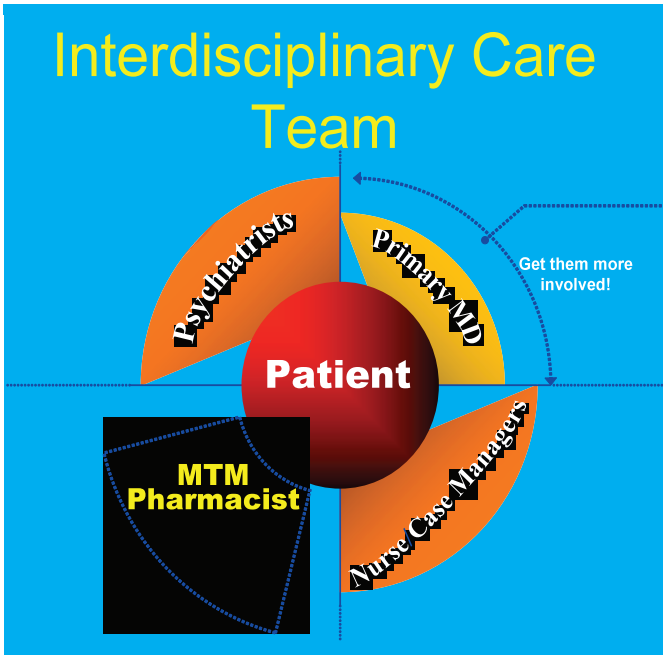 Interdisciplinary Care
Team
Psychiatrists
Primary MD
Get them more
involved!
Patient
MTM
Pharmacist
Nurse/Case Managers